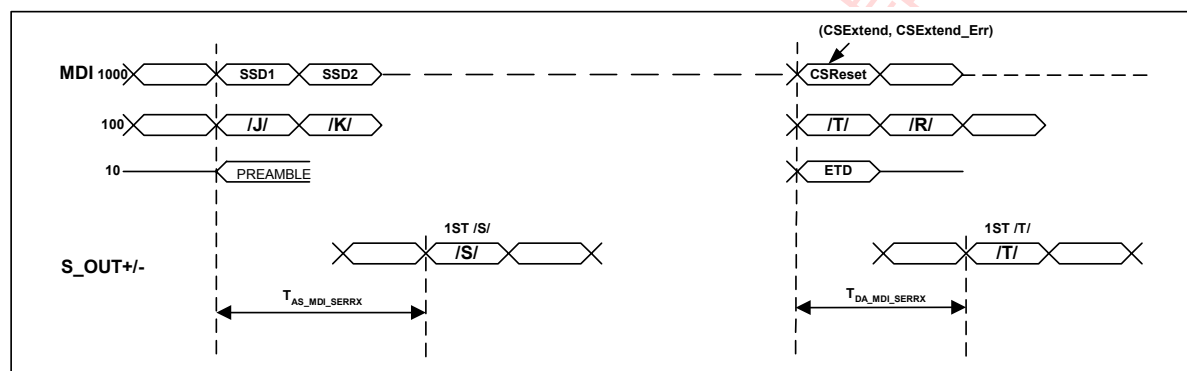 (CSExtend, CSExtend_Err)
MDI 1000 SSD1 SSD2 CSReset
100 /J/ /K/ /T/ /R/
10 PREAMBLE ETD
1ST /S/ 1ST /T/
S_OUT+/- /S/ /T/
TAS_MDI_SERRX TDA_MDI_SERRX